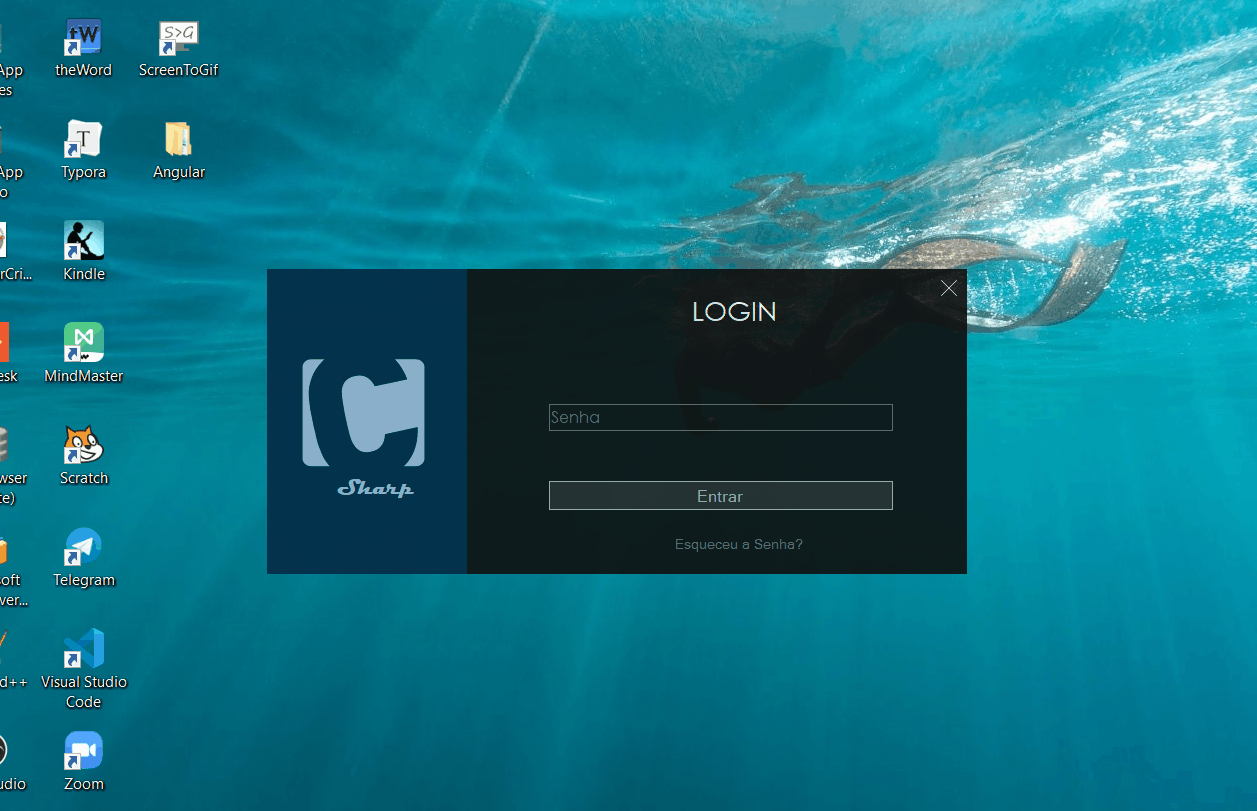 theWord
ScreenToGif
Typora
Angular
Kindle
MindMaster
Scratch
Telegram
Visual Studio
Code
Zoom
LOGIN
Senha
Entrar
Esqueceu a Senha?
C
Sharp
App
es
App
o
rCri...
esk
wser
te)
oft
ver...
d++
udio